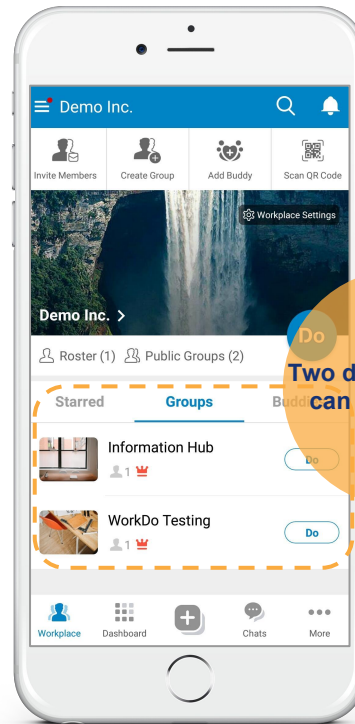 Demo Inc.
Invite Members Create Group Add Buddy Scan QR Code
Workplace Settings
Demo Inc. >
Do
Roster (1) Public Groups (2)
Two d
can
Starred Groups
Information Hub
1
Do
WorkDo Testing
1
Do
Workplace Dashboard Chats More